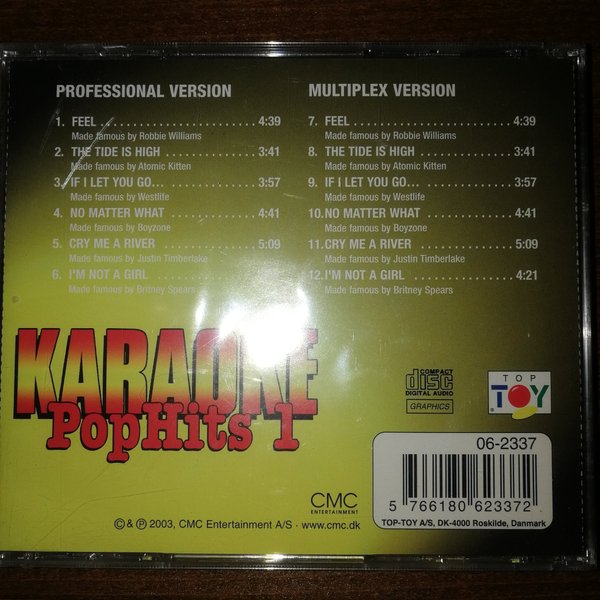 PROFESSIONAL VERSION
1. FEEL . . . . . . . . . . . . . . . . . . . . . . 4:39
Made famous by Robbie Williams
2. THE TIDE IS HIGH . . . . . . . . . . . 3:41
Made famous by Atomic Kitten
3. IF I LET YOU GO... . . . . . . . . . . . 3:57
Made famous by Westlife
4. NO MATTER WHAT . . . . . . . . . . 4:41
Made famous by Boyzone
5. CRY ME A RIVER . . . . . . . . . . . . 5:09
Made famous by Justin Timberlake
6. I'M NOT A GIRL
Made famous by Britney Spears
MULTIPLEX VERSION
7. FEEL . . . . . . . . . . . . . . . . . . . . . . 4:39
Made famous by Robbie Williams
8. THE TIDE IS HIGH . . . . . . . . . . . 3:41
Made famous by Atomic Kitten
9. IF I LET YOU GO... . . . . . . . . . . . 3:57
Made famous by Westlife
10. NO MATTER WHAT . . . . . . . . . . 4:41
Made famous by Boyzone
11. CRY ME A RIVER . . . . . . . . . . . . 5:09
Made famous by Justin Timberlake
12. I'M NOT A GIRL . . . . . . . . . . . . . 4:21
Made famous by Britney Spears
KARAOKE
PopHits 1
COMPACT
disc
DIGITAL AUDIO
GRAPHICS
TOP
TOY
06-2337
5 766180 623372
TOP-TOY A/S, DK-4000 Roskilde, Danmark
CMC
ENTERTAINMENT
© & ℗ 2003, CMC Entertainment A/S · www.cmc.dk